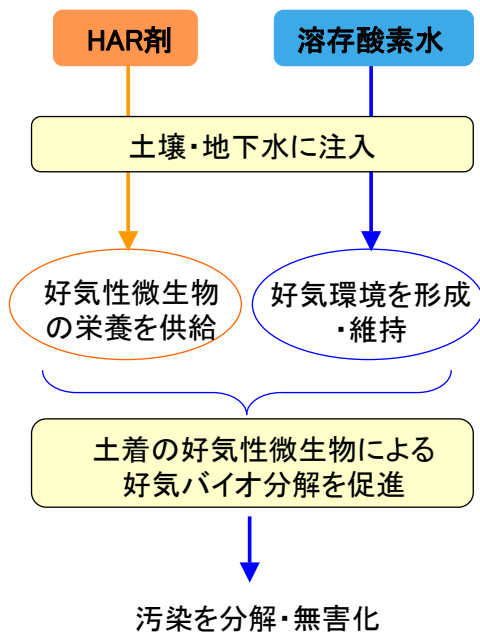 HAR剤
溶存酸素水
土壌・地下水に注入
好気性微生物
の栄養を供給
好気環境を形成
・維持
土着の好気性微生物による
好気バイオ分解を促進
汚染を分解・無害化